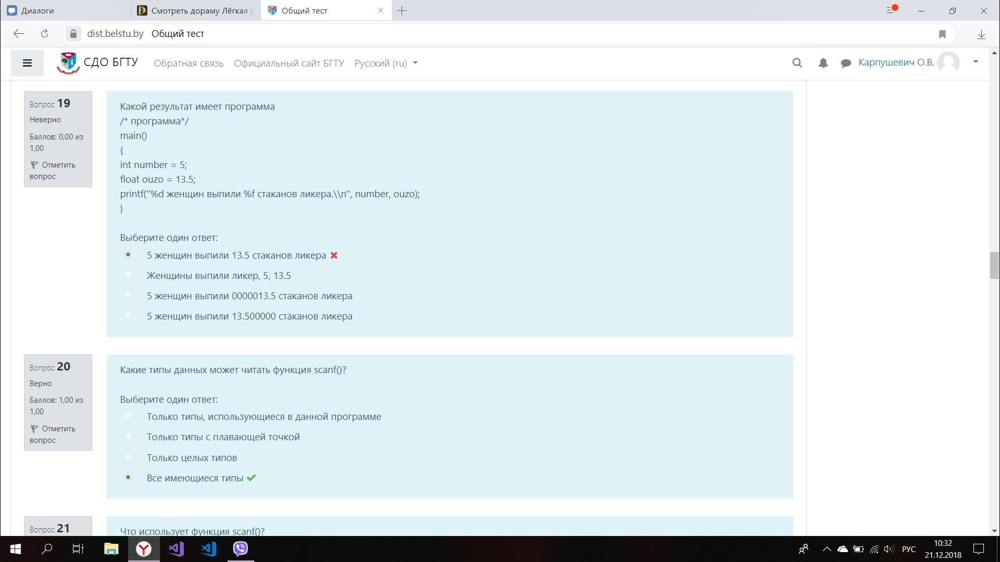 Диалоги
Смотреть дораму Лёгкая у
Общий тест
dist.belstu.by Общий тест
СДО БГТУ
Обратная связь
Официальный сайт БГТУ
Русский (ru)
Карпушевич О.В.
Вопрос 19
Неверно
Баллов: 0,00 из
1,00
Отметить
вопрос
Какой результат имеет программа
/* программа*/
main()
{
int number = 5;
float ouzo = 13.5;
printf("%d женщин выпили %f стаканов ликера.\\n", number, ouzo);
}
Выберите один ответ:
5 женщин выпили 13.5 стаканов ликера
Женщины выпили ликер, 5, 13.5
5 женщин выпили 0000013.5 стаканов ликера
5 женщин выпили 13.500000 стаканов ликера
Вопрос 20
Верно
Баллов: 1,00 из
1,00
Отметить
вопрос
Какие типы данных может читать функция scanf()?
Выберите один ответ:
Только типы, использующиеся в данной программе
Только типы с плавающей точкой
Только целых типов
Все имеющиеся типы
Вопрос 21
Что использует функция scanf()?
РУС
10:32
21.12.2018